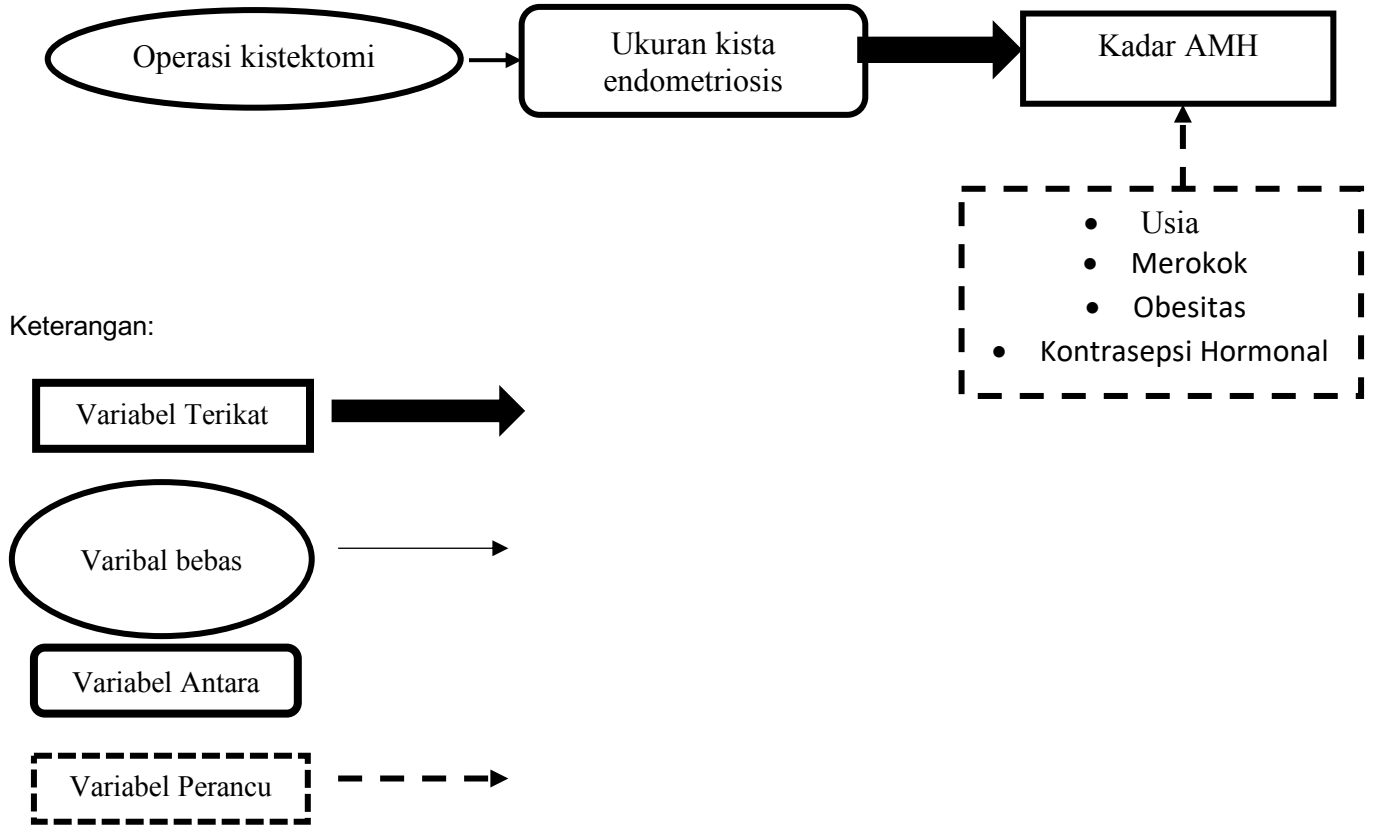 Operasi kistektomi
Ukuran kista
endometriosis
Kadar AMH
• Usia
• Merokok
• Obesitas
• Kontrasepsi Hormonal
Keterangan:
Variabel Terikat
Varibal bebas
Variabel Antara
Variabel Perancu